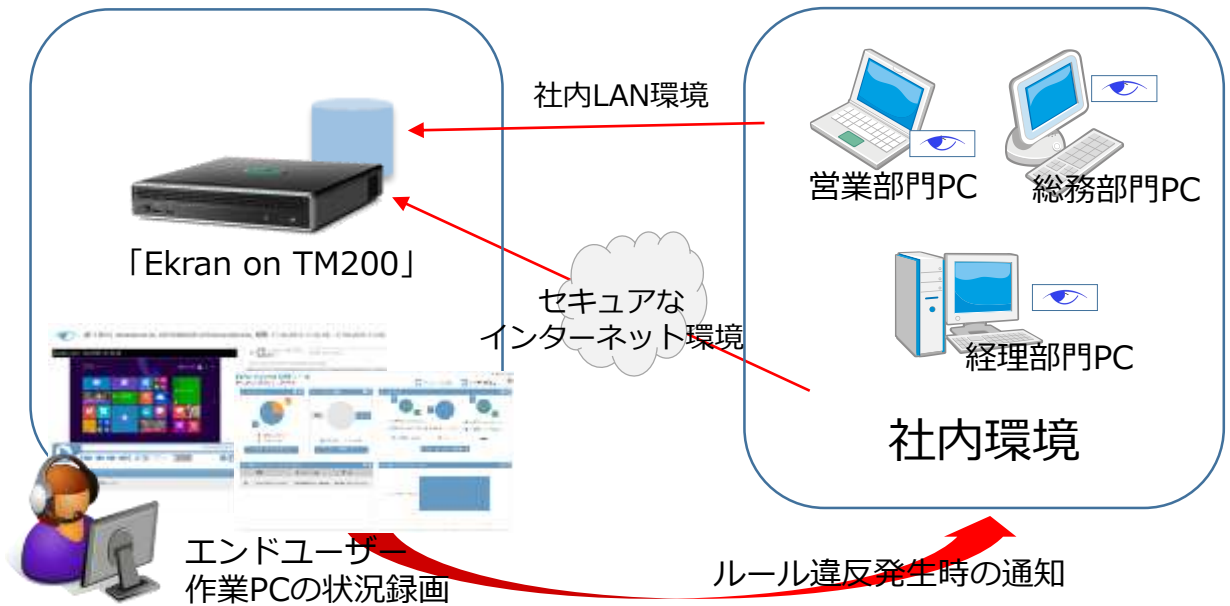 社内LAN環境
営業部門PC
総務部門PC
「Ekran on TM200」
セキュアな
インターネット環境
経理部門PC
社内環境
エンドユーザー
作業PCの状況録画
ルール違反発生時の通知